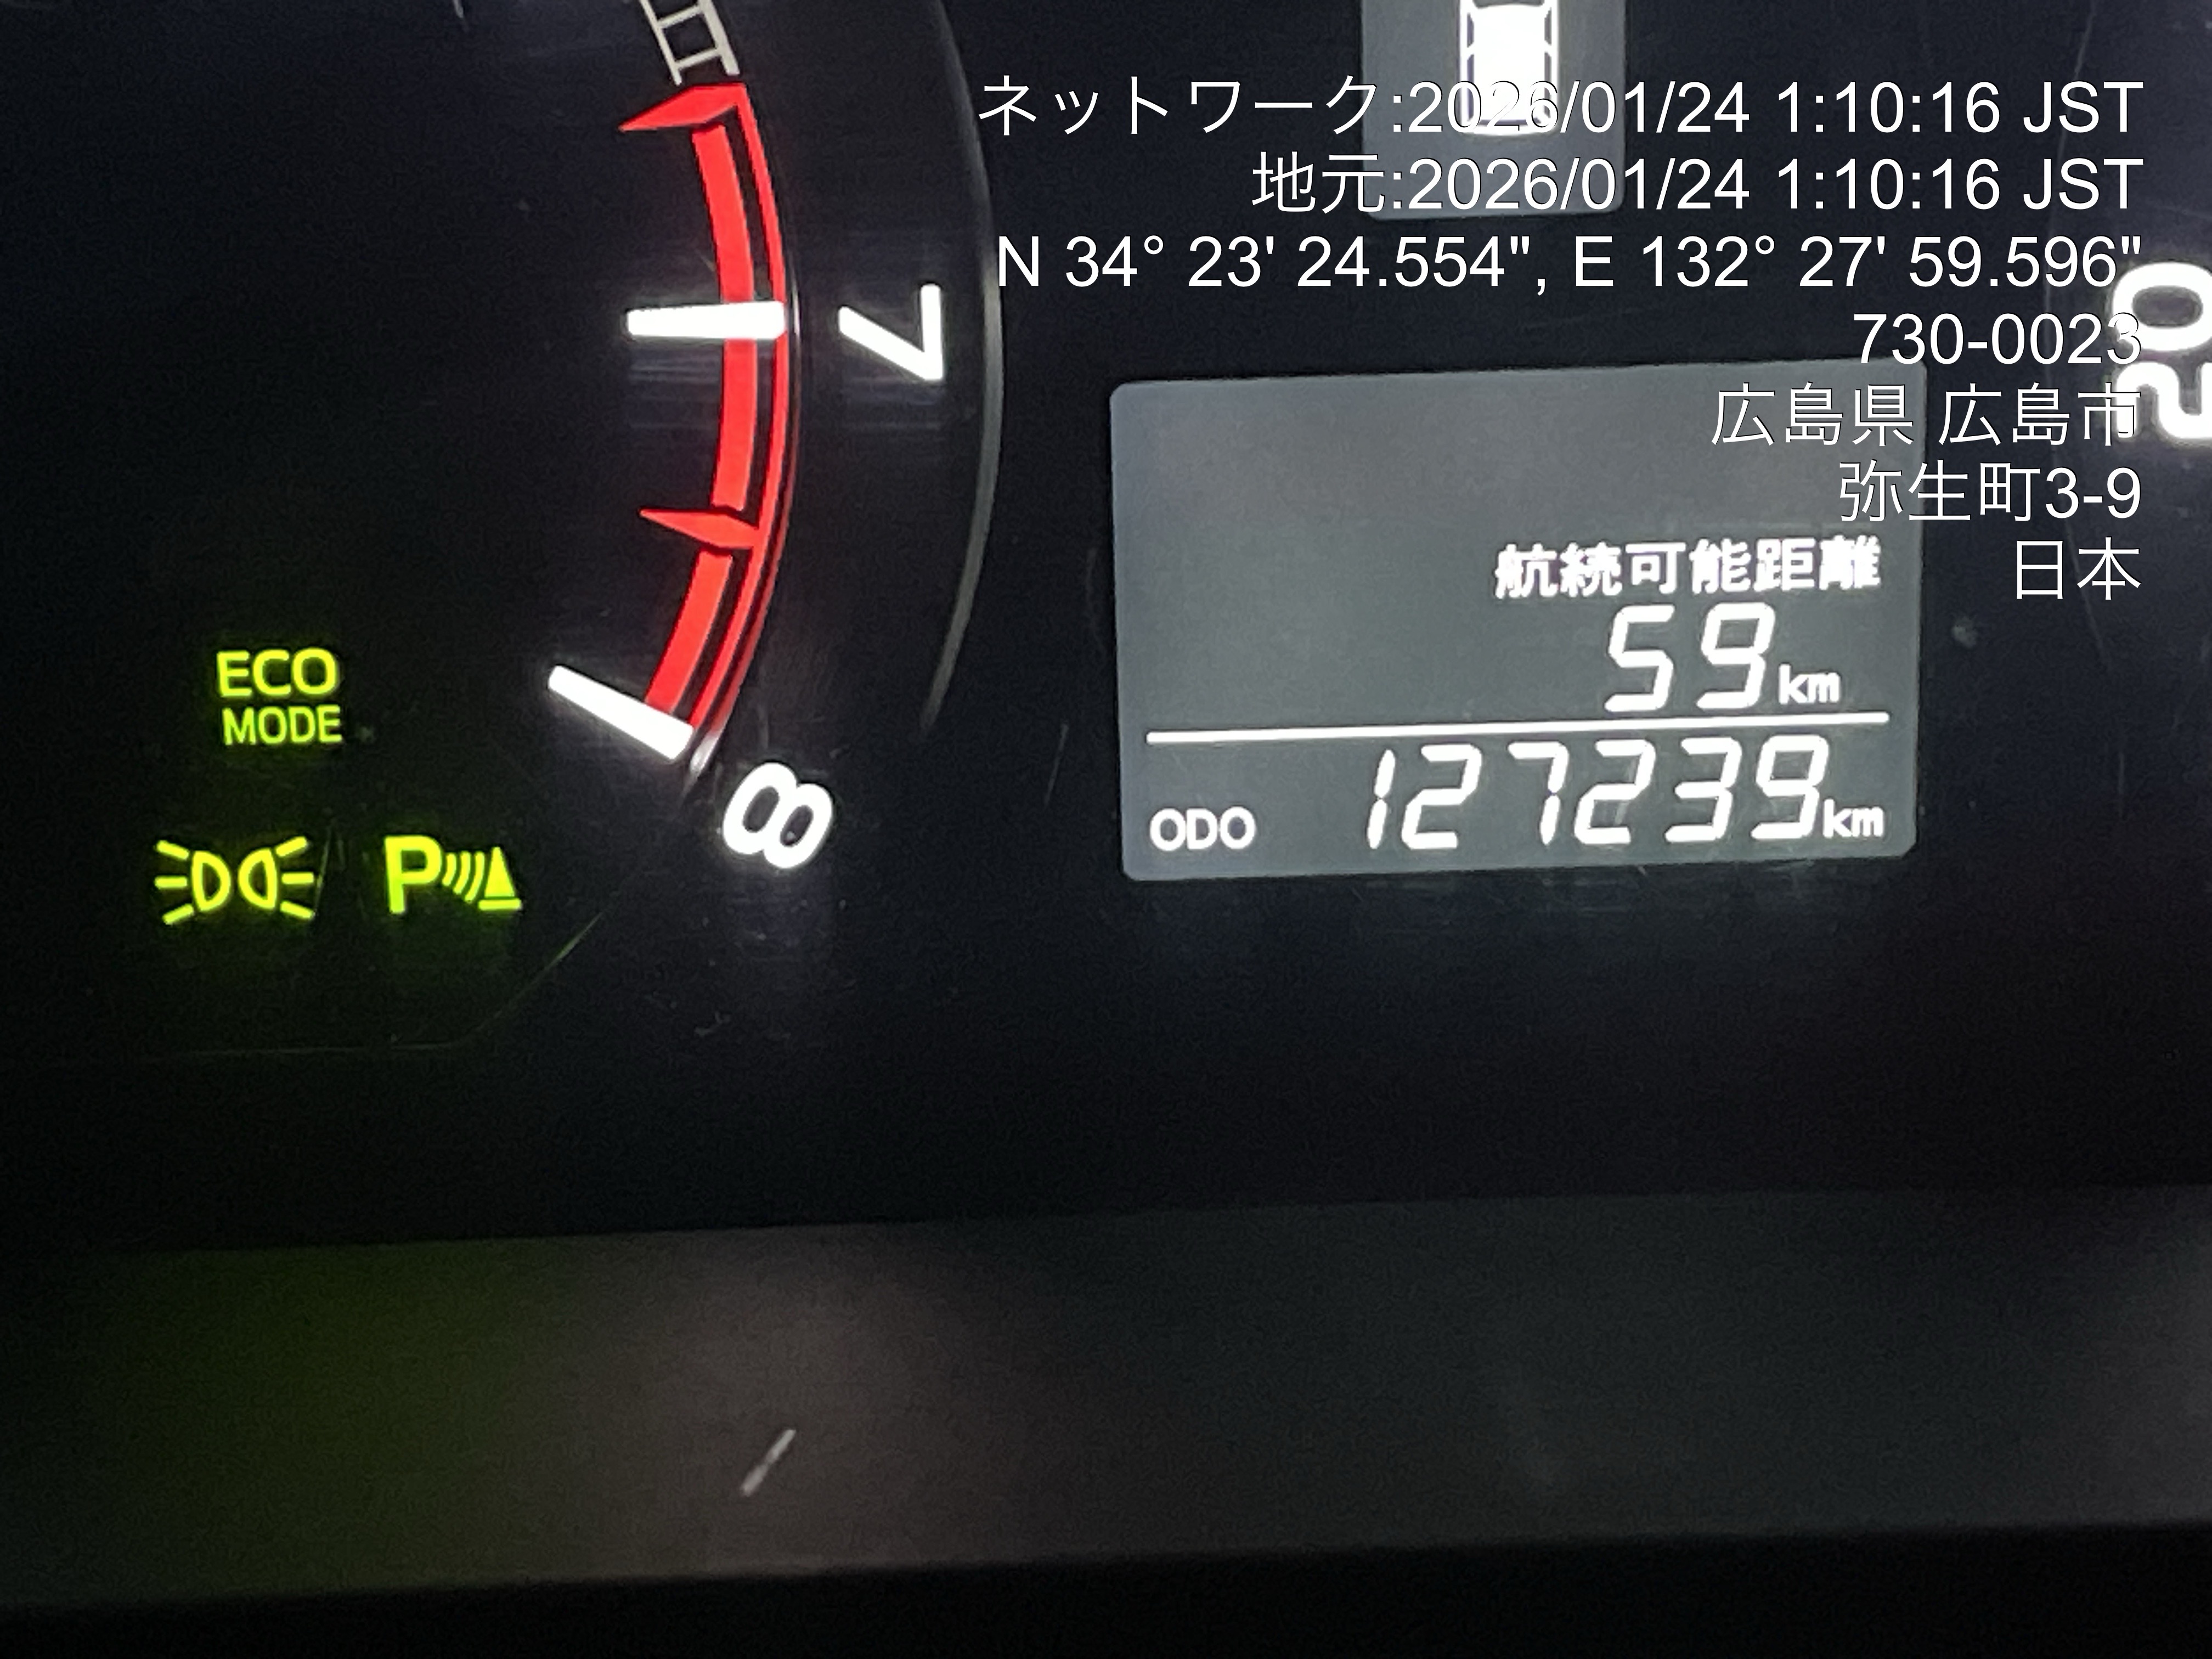 ネットワーク:2026/01/24 1:10:16 JST
地元:2026/01/24 1:10:16 JST
N 34° 23' 24.554", E 132° 27' 59.596"
730-0023
広島県 広島市
弥生町3-9
日本
7
20
航続可能距離
59km
ECO
MODE
8
ODO 127239km
P